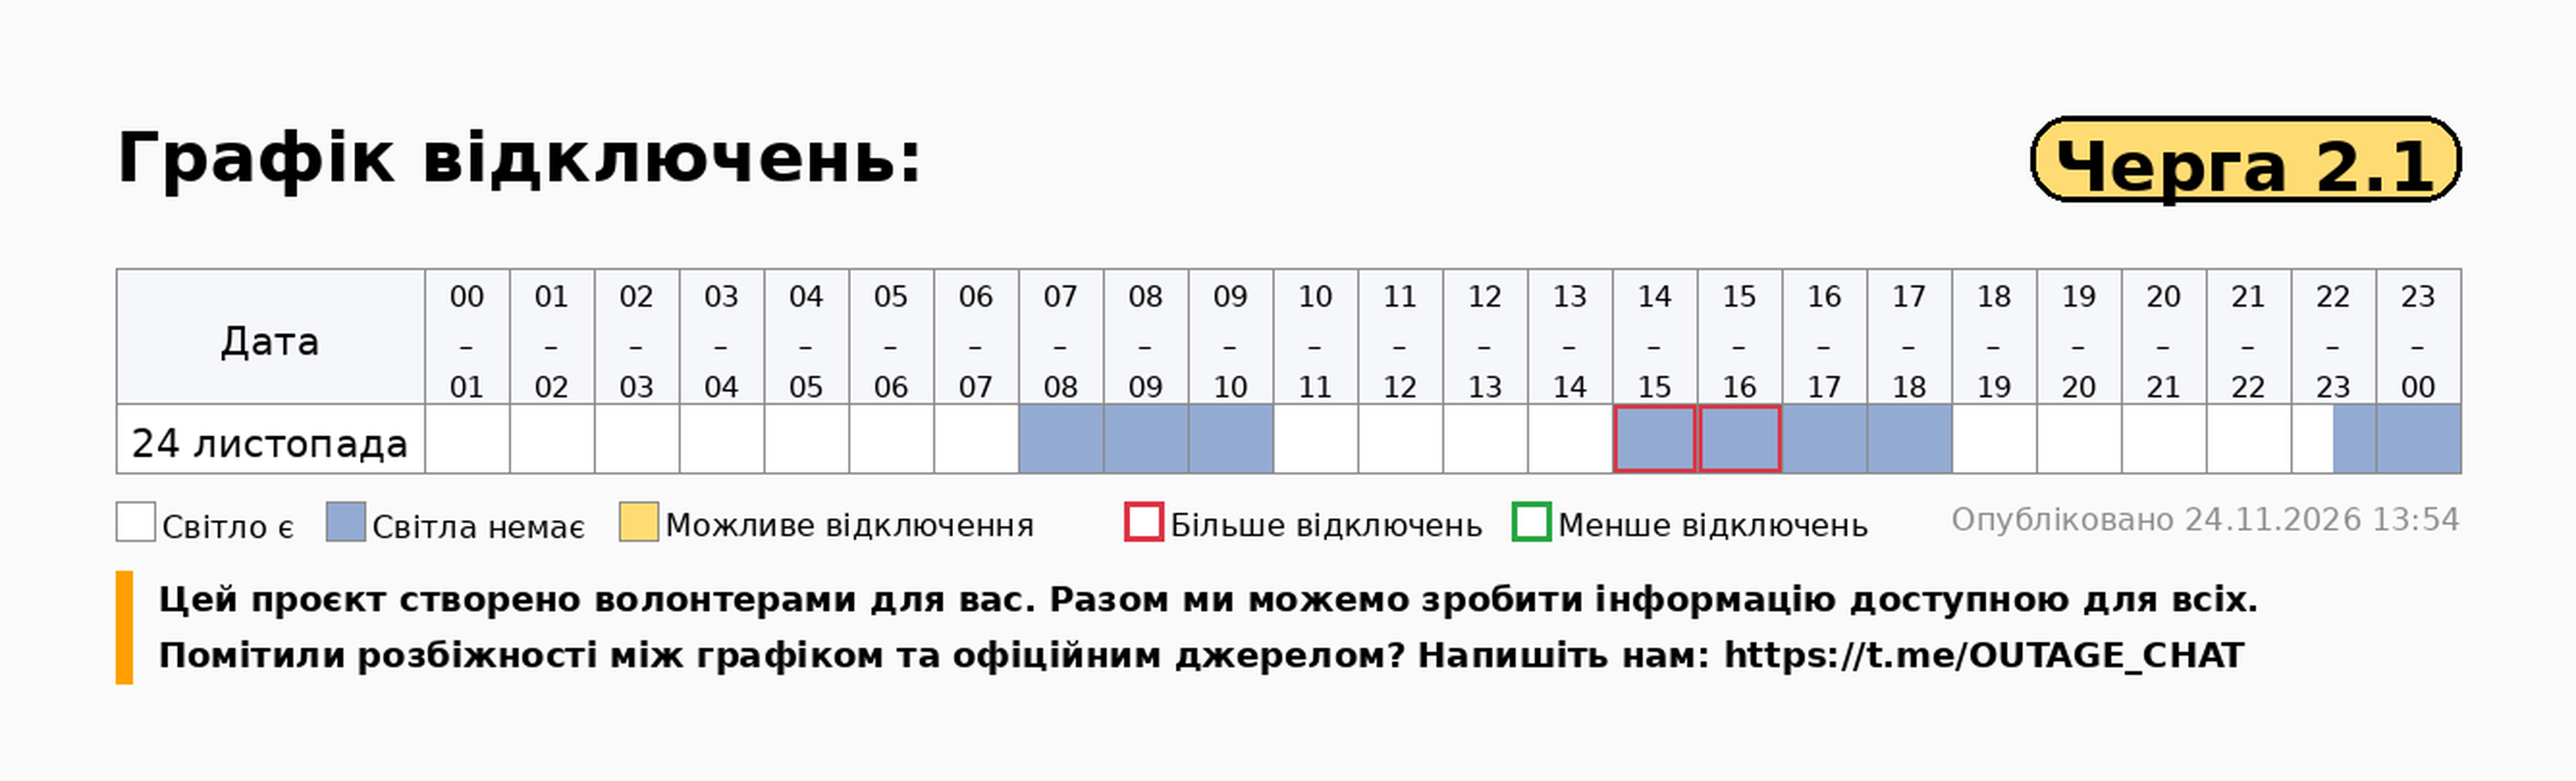 Графік відключень:
Черга 2.1
Дата 00 – 01 01 – 02 02 – 03 03 – 04 04 – 05 05 – 06 06 – 07 07 – 08 08 – 09 09 – 10 10 – 11 11 – 12 12 – 13 13 – 14 14 – 15 15 – 16 16 – 17 17 – 18 18 – 19 19 – 20 20 – 21 21 – 22 22 – 23 23 – 00
24 листопада
Світло є Світла немає Можливе відключення Більше відключень Менше відключень Опубліковано 24.11.2026 13:54
Цей проєкт створено волонтерами для вас. Разом ми можемо зробити інформацію доступною для всіх.
Помітили розбіжності між графіком та офіційним джерелом? Напишіть нам: https://t.me/OUTAGE_CHAT